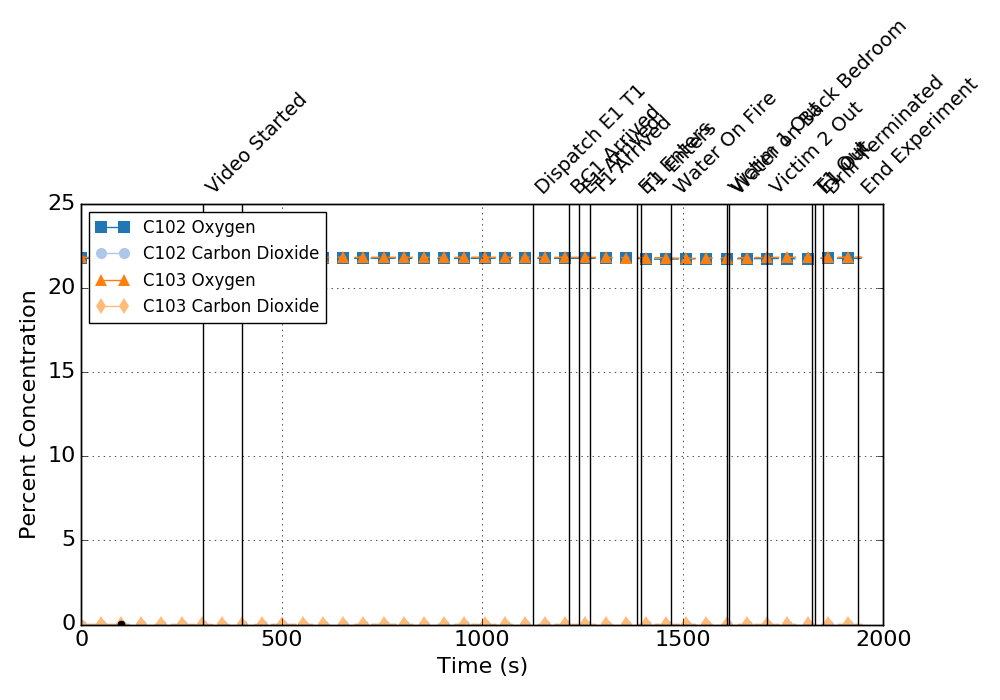 Video Started
Dispatch E1 T1
BC1 Arrived
E1 Arrived
T1 Arrived
E1 Enters
T1 Enters
Water On Fire
Victim 1 Out
Water on Back Bedroom
Victim 2 Out
T1 Out
E1 Out
Drill Terminated
End Experiment
25
20
15
10
5
0
C102 Oxygen
C102 Carbon Dioxide
C103 Oxygen
C103 Carbon Dioxide
Percent Concentration
0
500
1000
1500
2000
Time (s)